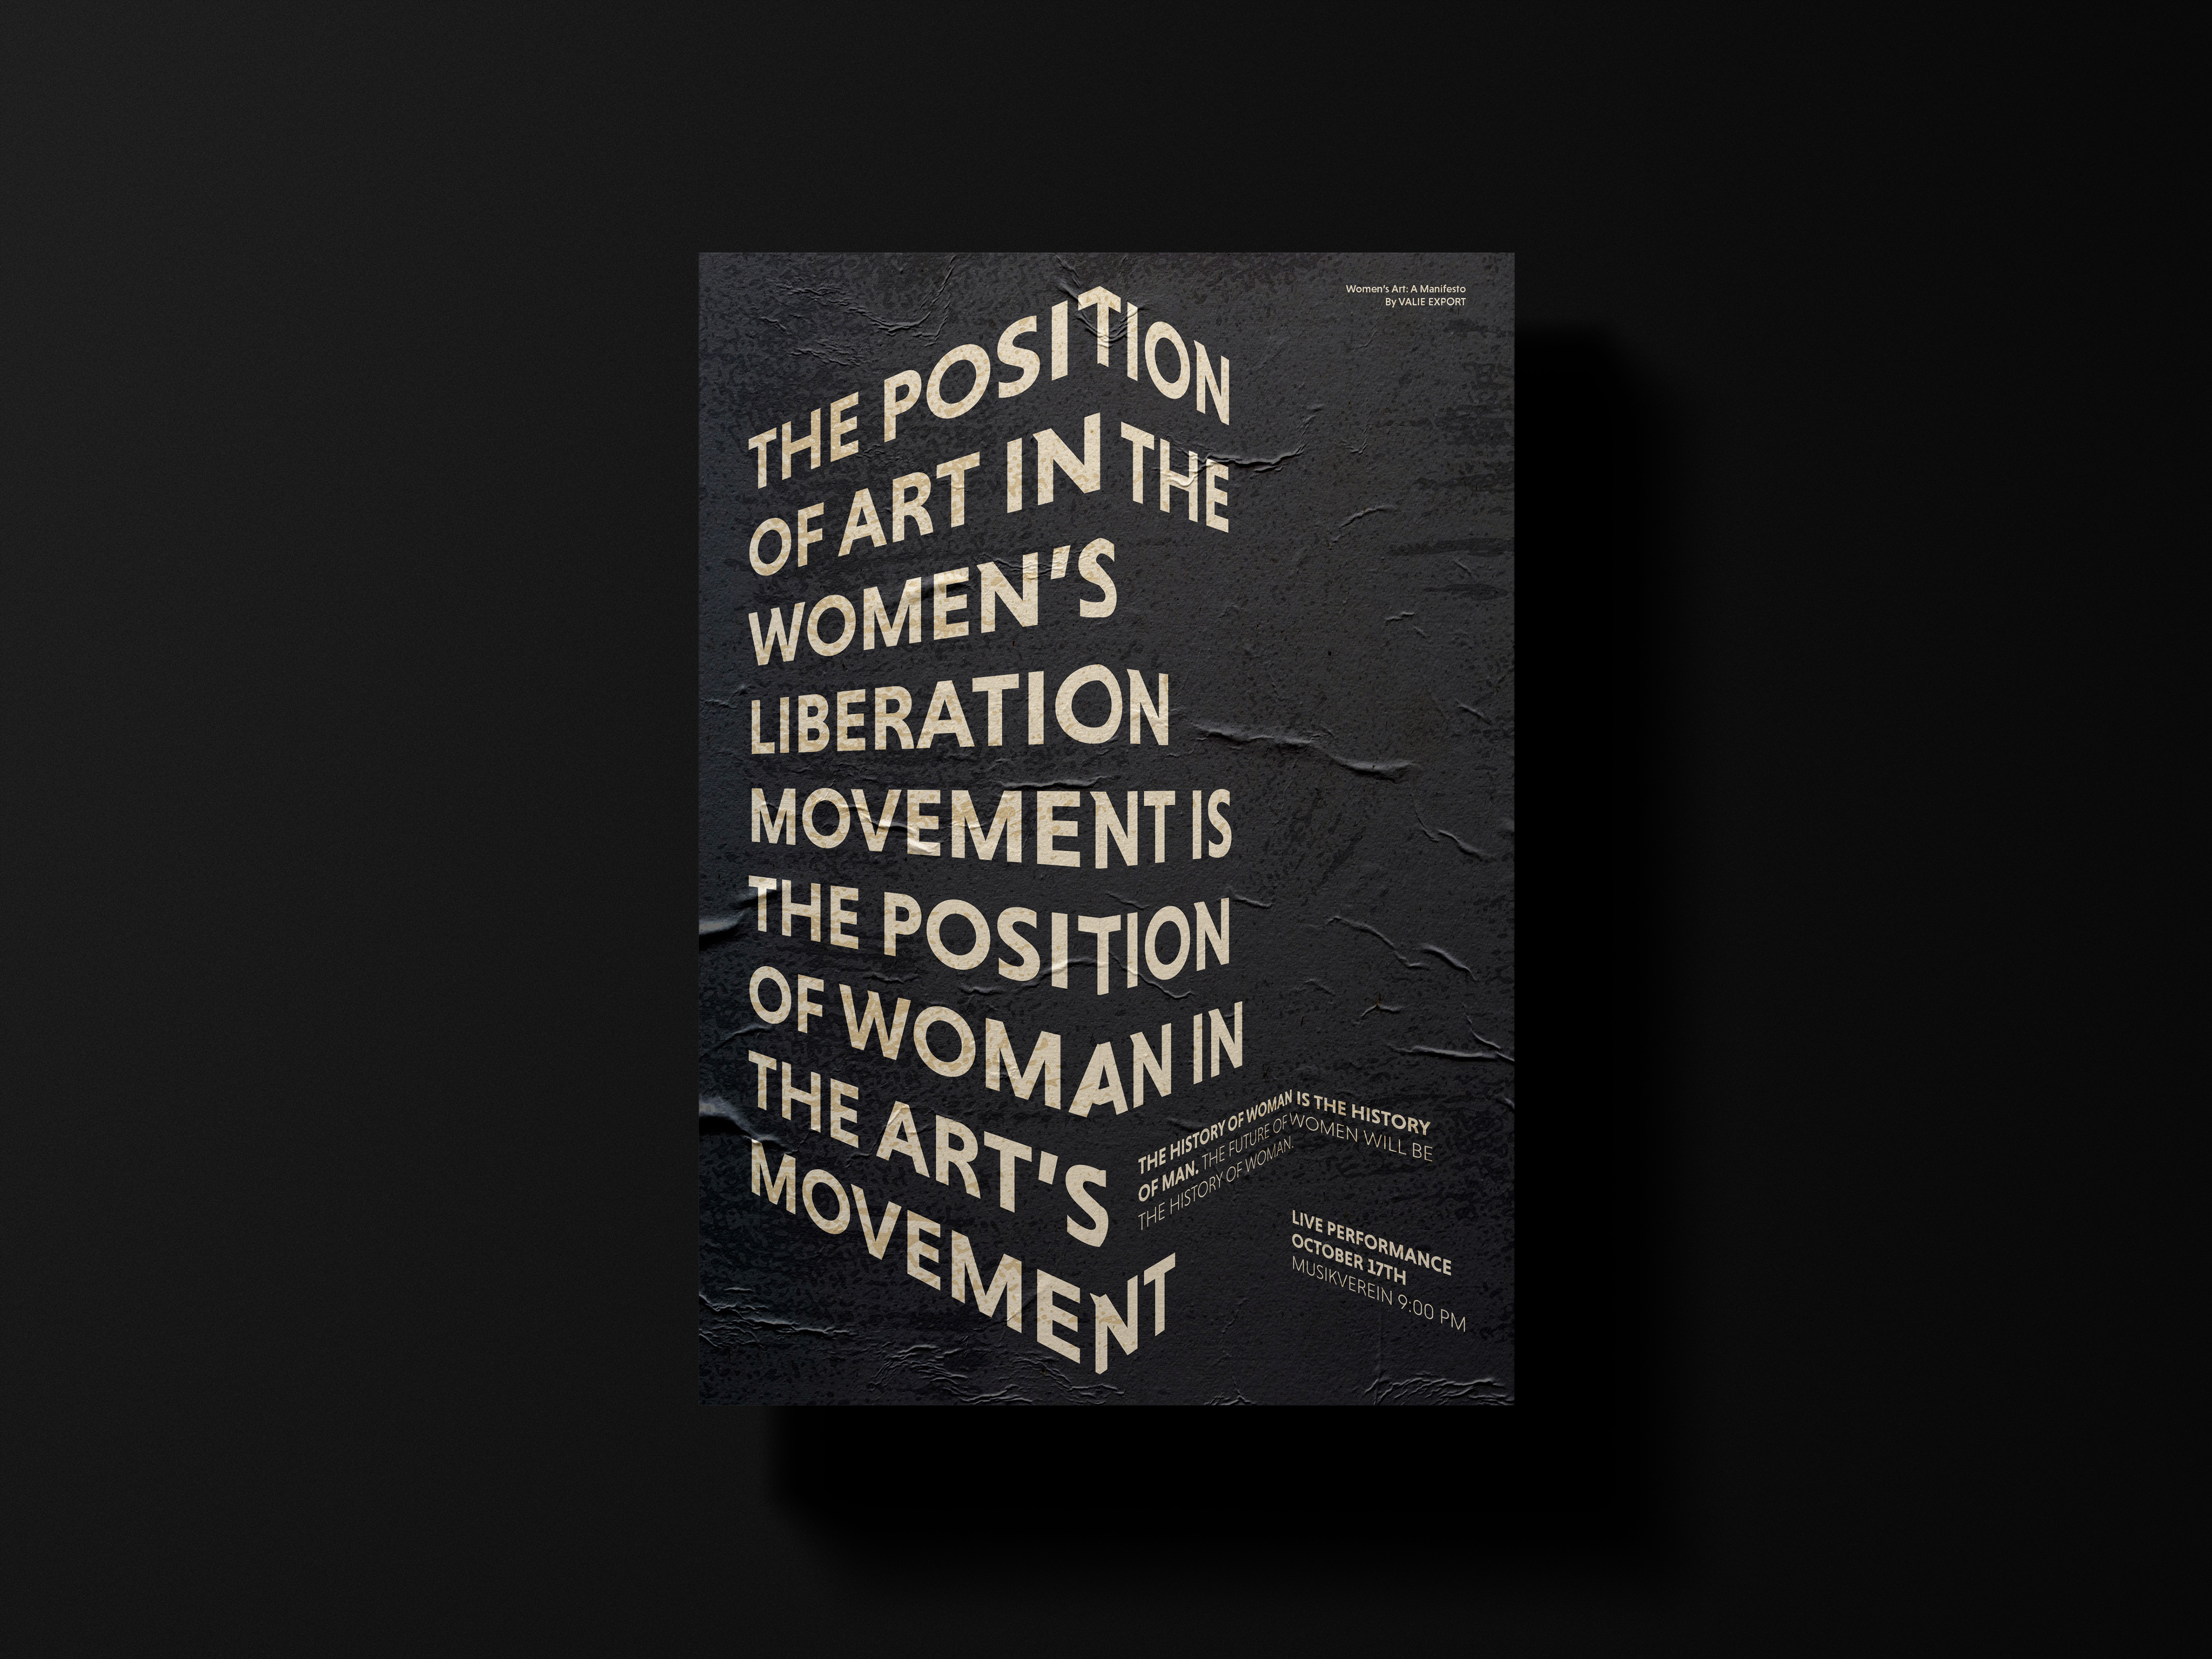 Women's Art: A Manifesto
By VALIE EXPORT
THE POSITION
OF ART IN THE
WOMEN'S
LIBERATION
MOVEMENT IS
THE POSITION
OF WOMAN IN
THE ART'S
MOVEMENT
THE HISTORY OF WOMAN IS THE HISTORY
OF MAN. THE FUTURE OF WOMEN WILL BE
THE HISTORY OF WOMAN.
LIVE PERFORMANCE
OCTOBER 17TH
MUSIKVEREIN 9:00 PM